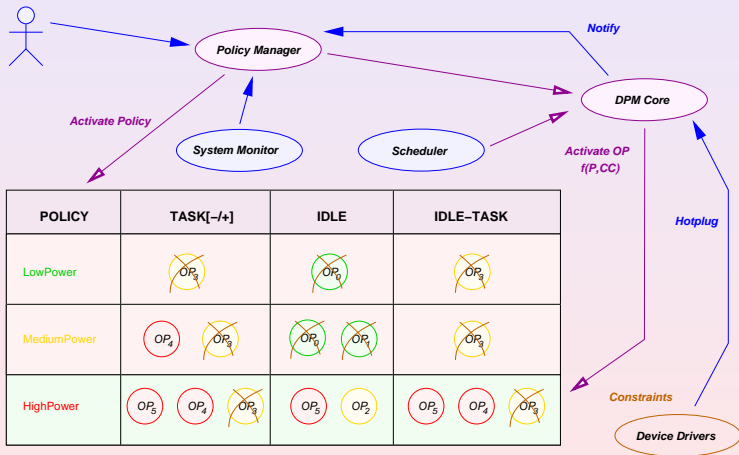 Notify
Policy Manager
DPM Core
Activate Policy
System Monitor
Scheduler
Activate OP
f(P,CC)
Hotplug
POLICY TASK[−/+] IDLE IDLE−TASK
LowPower OP3 OP0 OP3
MediumPower OP4 OP3 OP0 OP1 OP3
HighPower OP5 OP4 OP3 OP5 OP2 OP5 OP4 OP3
Constraints
Device Drivers